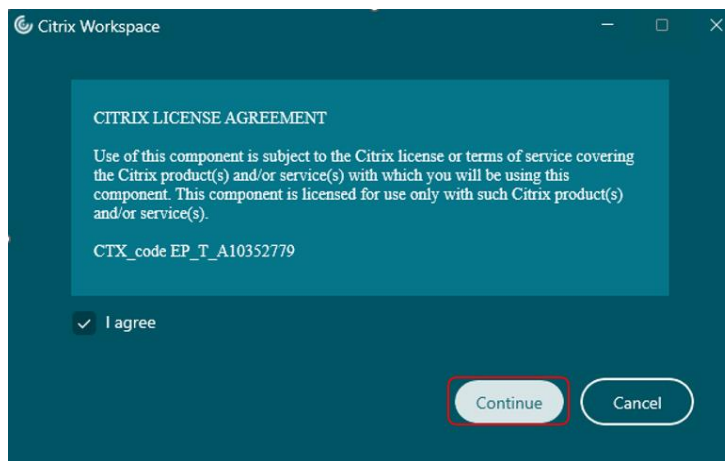 Citrix Workspace
CITRIX LICENSE AGREEMENT
Use of this component is subject to the Citrix license or terms of service covering
the Citrix product(s) and/or service(s) with which you will be using this
component. This component is licensed for use only with such Citrix product(s)
and/or service(s).
CTX_code EP_T_A10352779
I agree
Continue
Cancel